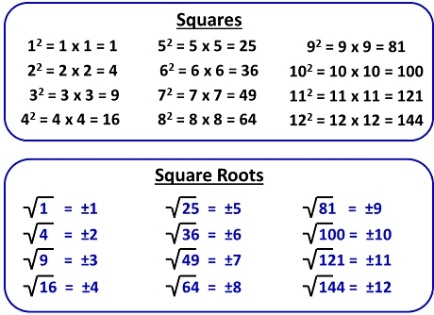 Squares
1² = 1 x 1 = 1    5² = 5 x 5 = 25    9² = 9 x 9 = 81
2² = 2 x 2 = 4    6² = 6 x 6 = 36    10² = 10 x 10 = 100
3² = 3 x 3 = 9    7² = 7 x 7 = 49    11² = 11 x 11 = 121
4² = 4 x 4 = 16    8² = 8 x 8 = 64    12² = 12 x 12 = 144
Square Roots
√1 = ±1    √25 = ±5    √81 = ±9
√4 = ±2    √36 = ±6    √100 = ±10
√9 = ±3    √49 = ±7    √121 = ±11
√16 = ±4    √64 = ±8    √144 = ±12